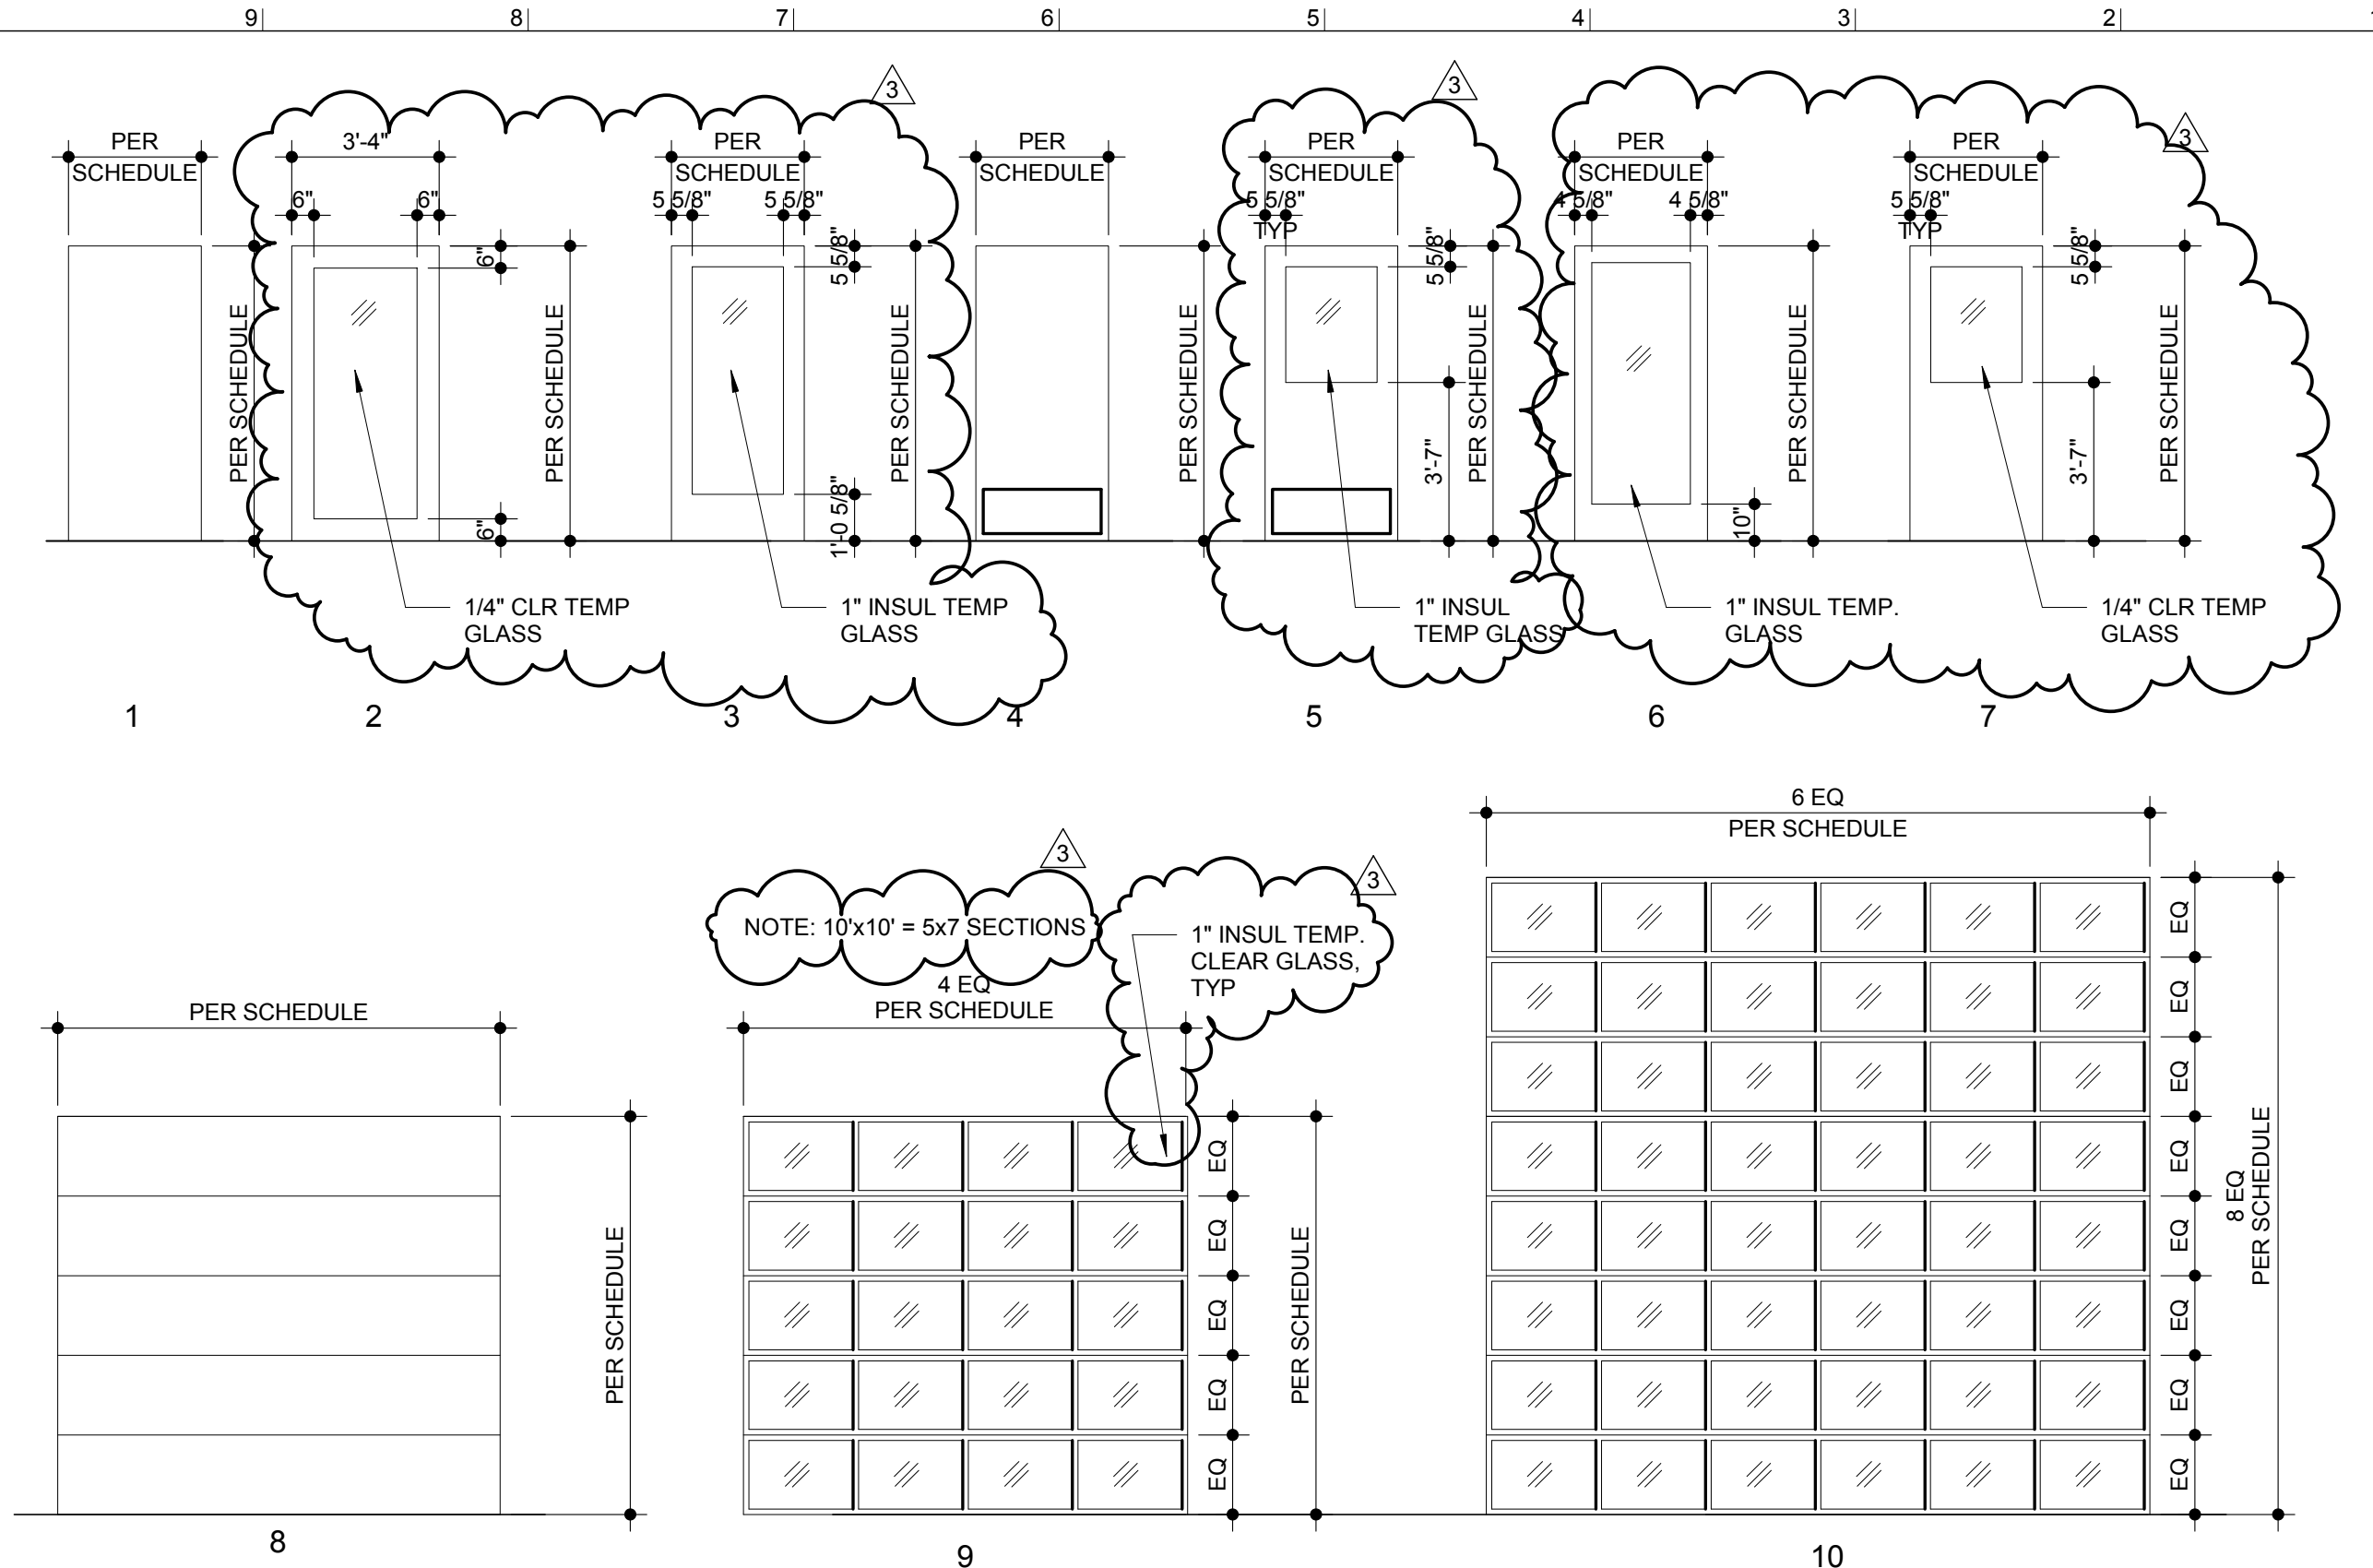 9 8 7 6 5 4 3 2
3
3
3
PER
SCHEDULE
3'-4"
6" 6"
PER
SCHEDULE
5 5/8" 5 5/8"
PER
SCHEDULE
PER
SCHEDULE
5 5/8"
TYP
PER
SCHEDULE
4 5/8" 4 5/8"
PER
SCHEDULE
5 5/8"
TYP
PER SCHEDULE
6"
6"
PER SCHEDULE
5 5/8"
1'-0 5/8"
PER SCHEDULE
PER SCHEDULE
5 5/8"
3'-7"
PER SCHEDULE
10"
PER SCHEDULE
5 5/8"
3'-7"
PER SCHEDULE
1/4" CLR TEMP
GLASS
1" INSUL TEMP
GLASS
1" INSUL
TEMP GLASS
1" INSUL TEMP.
GLASS
1/4" CLR TEMP
GLASS
1 2 3 4 5 6 7
PER SCHEDULE
PER SCHEDULE
8
3
NOTE: 10'x10' = 5x7 SECTIONS
4 EQ
PER SCHEDULE
3
1" INSUL TEMP.
CLEAR GLASS,
TYP
EQ
EQ
EQ
EQ
EQ
PER SCHEDULE
9
6 EQ
PER SCHEDULE
EQ
EQ
EQ
EQ
EQ
EQ
EQ
EQ
8 EQ
PER SCHEDULE
10